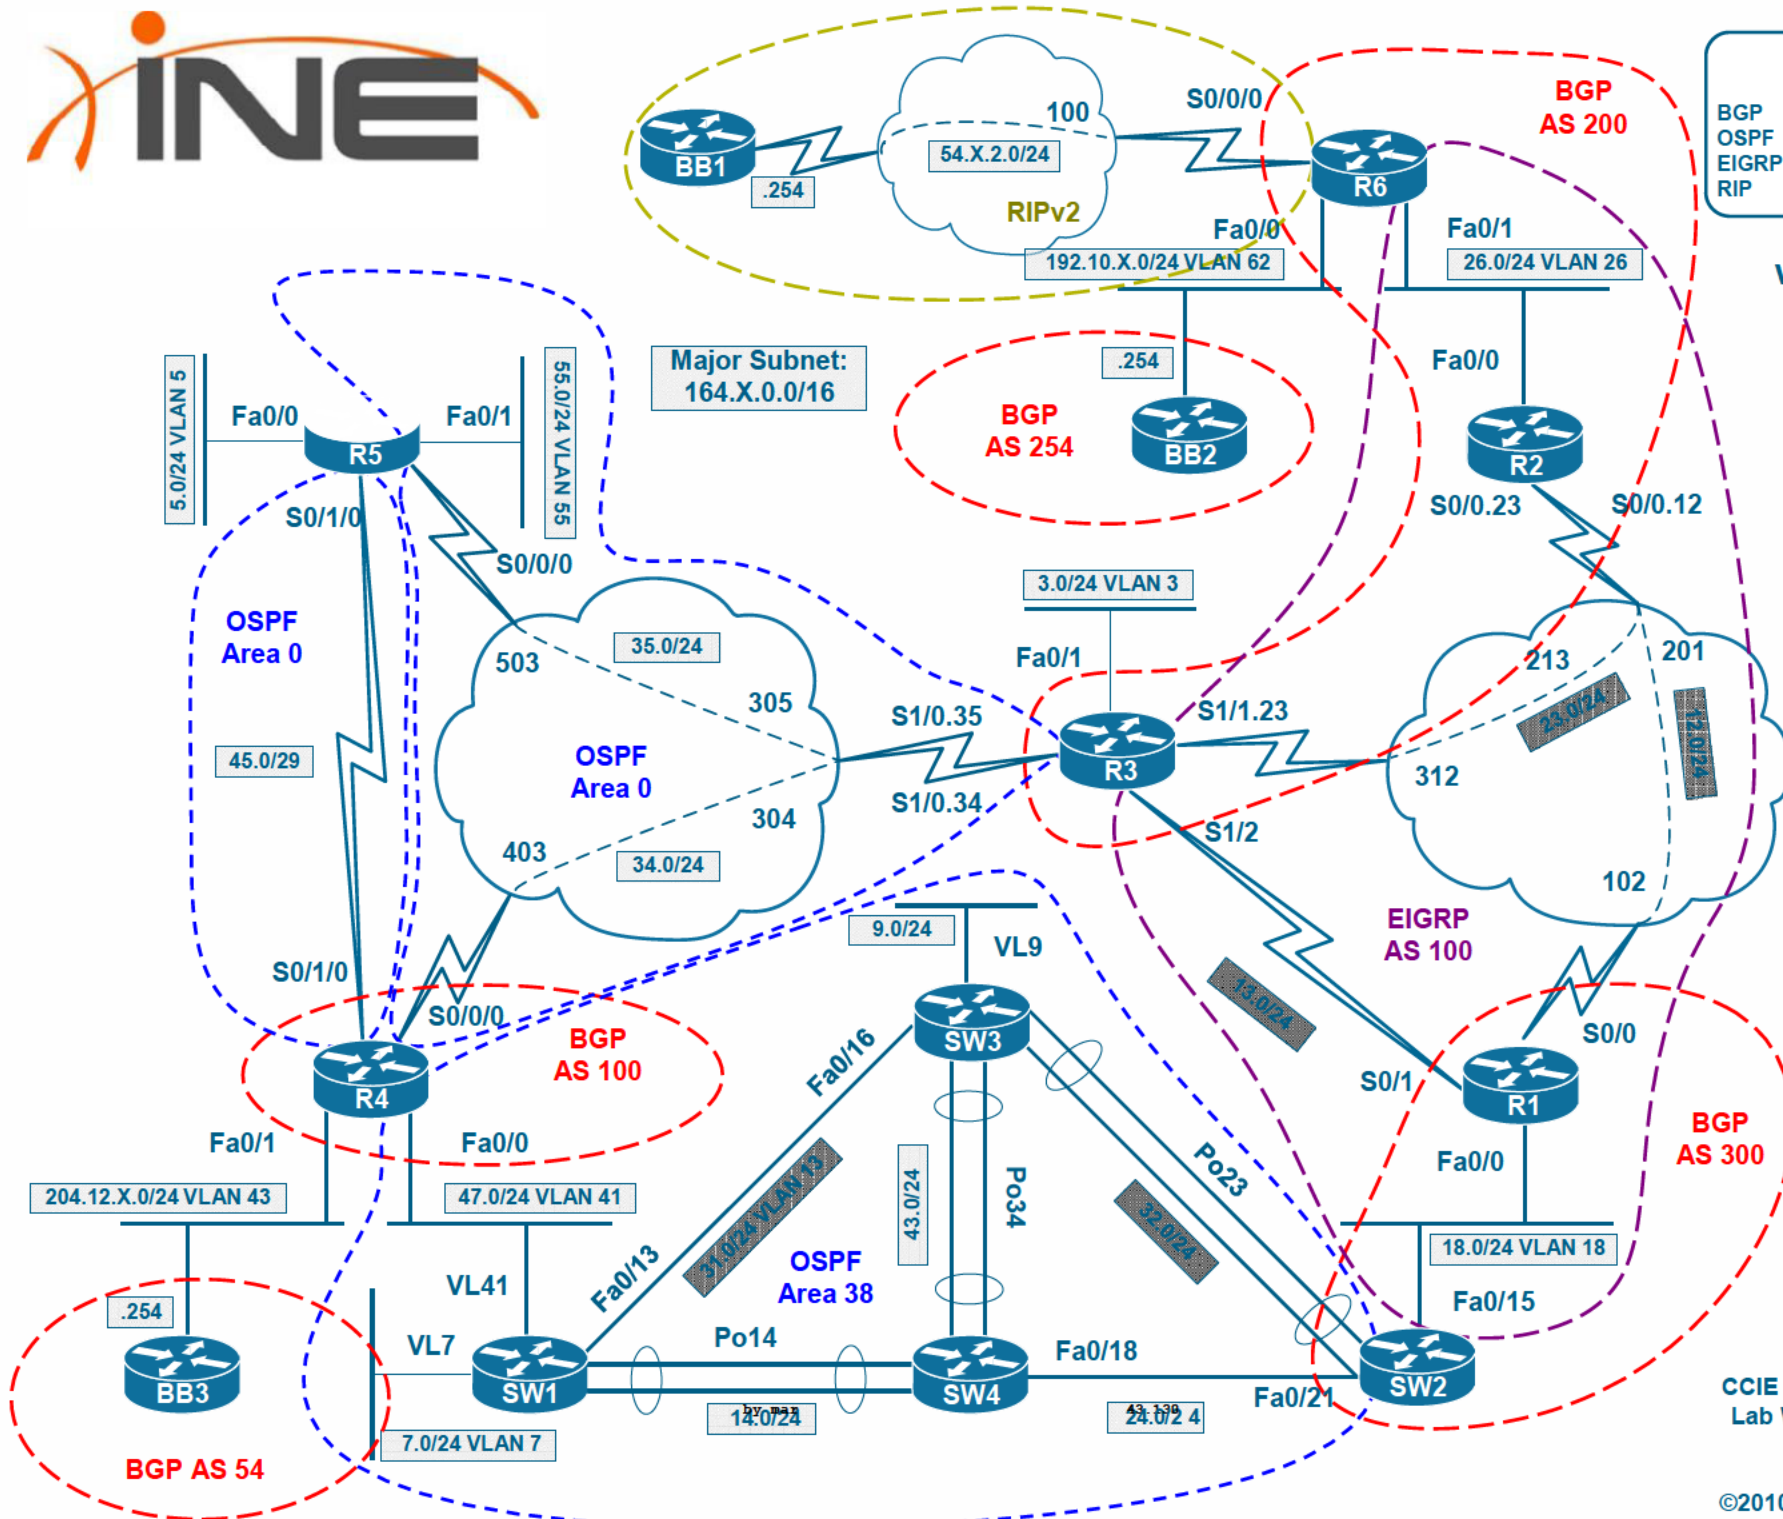 iNE
BGP
OSPF
EIGRP
RIP
BGP
AS 200
BB1
.254
100
54.X.2.0/24
RIPv2
S0/0/0
R6
Fa0/0
Fa0/1
192.10.X.0/24 VLAN 62
26.0/24 VLAN 26
Major Subnet:
164.X.0.0/16
.254
BGP
AS 254
BB2
Fa0/0
R2
S0/0.23
S0/0.12
5.0/24 VLAN 5
Fa0/0
R5
Fa0/1
55.0/24 VLAN 55
S0/1/0
S0/0/0
OSPF
Area 0
45.0/29
503
35.0/24
305
OSPF
Area 0
304
403
34.0/24
S1/0.35
S1/0.34
3.0/24 VLAN 3
Fa0/1
R3
S1/1.23
S1/2
213
201
23.0/24
12.0/24
312
102
EIGRP
AS 100
13.0/24
S0/0
S0/1
R1
BGP
AS 300
Fa0/0
18.0/24 VLAN 18
Fa0/15
SW2
S0/1/0
S0/0/0
BGP
AS 100
R4
Fa0/1
Fa0/0
204.12.X.0/24 VLAN 43
47.0/24 VLAN 41
.254
BB3
BGP AS 54
VL41
VL7
SW1
7.0/24 VLAN 7
9.0/24
VL9
SW3
Fa0/16
31.0/24 VLAN 13
Fa0/13
43.0/24
Po34
Po23
32.0/24
OSPF
Area 38
Po14
14.0/24
SW4
Fa0/18
24.0/2 4
43.130
Fa0/21
CCIE
Lab
©2010